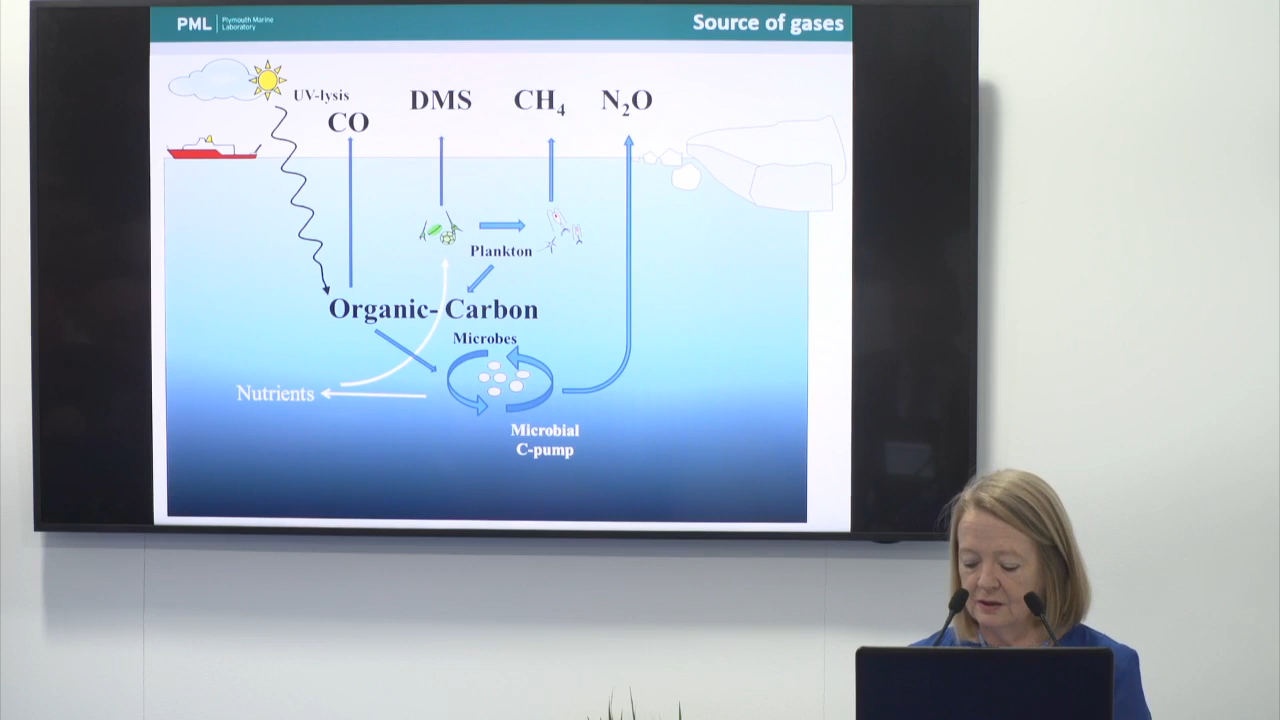 PML
Plymouth Marine
Laboratory
Source of gases
UV-lysis
CO
DMS
CH₄
N₂O
Plankton
Organic- Carbon
Microbes
Nutrients
Microbial
C-pump